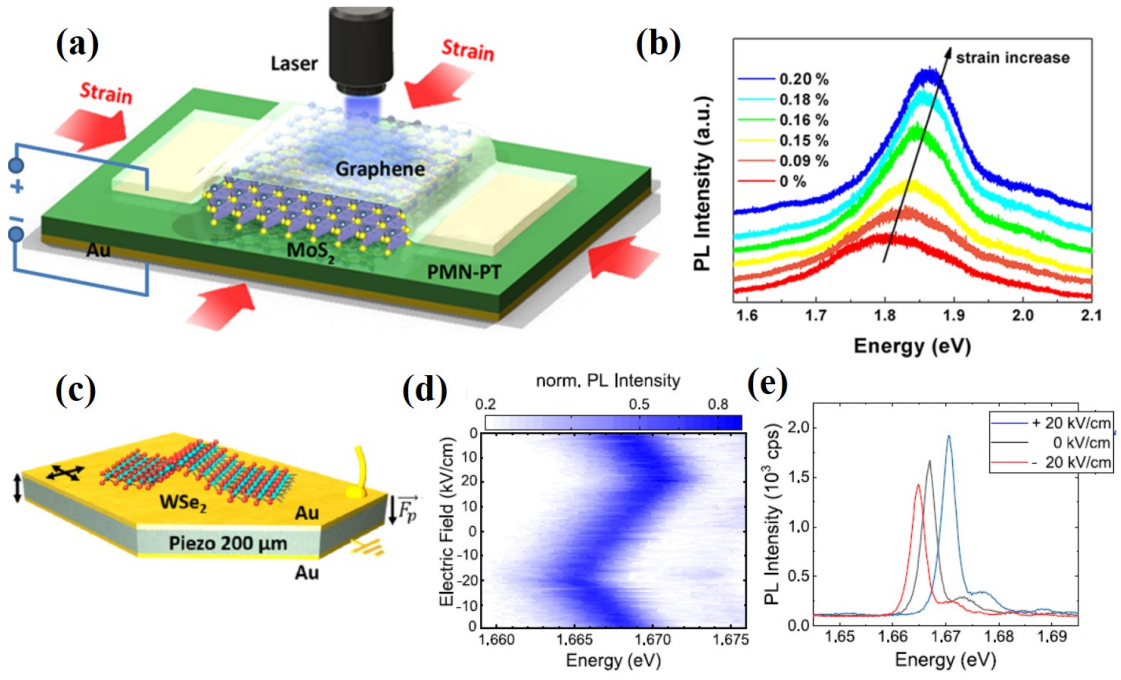 (a)
Laser
Strain
Strain
Graphene
+
−
Au
MoS2
PMN-PT
(b)
PL Intensity (a.u.)
strain increase
0.20 %
0.18 %
0.16 %
0.15 %
0.09 %
0 %
1.6 1.7 1.8 1.9 2.0 2.1
Energy (eV)
(c)
WSe2
Au
Fp
Piezo 200 μm
Au
(d)
norm. PL Intensity
0.2 0.5 0.8
Electric Field (kV/cm)
0
10
20
10
0
-10
-20
-10
0
1,660 1,665 1,670 1,675
Energy (eV)
(e)
PL Intensity (10³ cps)
2.0
1.5
1.0
0.5
0.0
+ 20 kV/cm
0 kV/cm
- 20 kV/cm
1.65 1.66 1.67 1.68 1.69
Energy (eV)